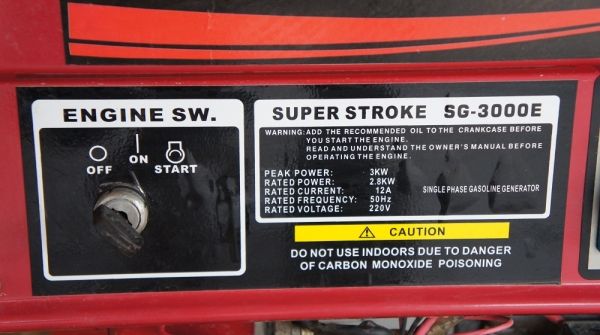 ENGINE SW.
OFF
ON
START
SUPER STROKE SG-3000E
WARNING: ADD THE RECOMMENDED OIL TO THE CRANKCASE BEFORE
YOU START THE ENGINE.
READ AND UNDERSTAND THE OWNER'S MANUAL BEFORE
OPERATING THE ENGINE.
PEAK POWER: 3KW
RATED POWER: 2.8KW
RATED CURRENT: 12A
RATED FREQUENCY: 50Hz
RATED VOLTAGE: 220V
SINGLE PHASE GASOLINE GENERATOR
CAUTION
DO NOT USE INDOORS DUE TO DANGER
OF CARBON MONOXIDE POISONING